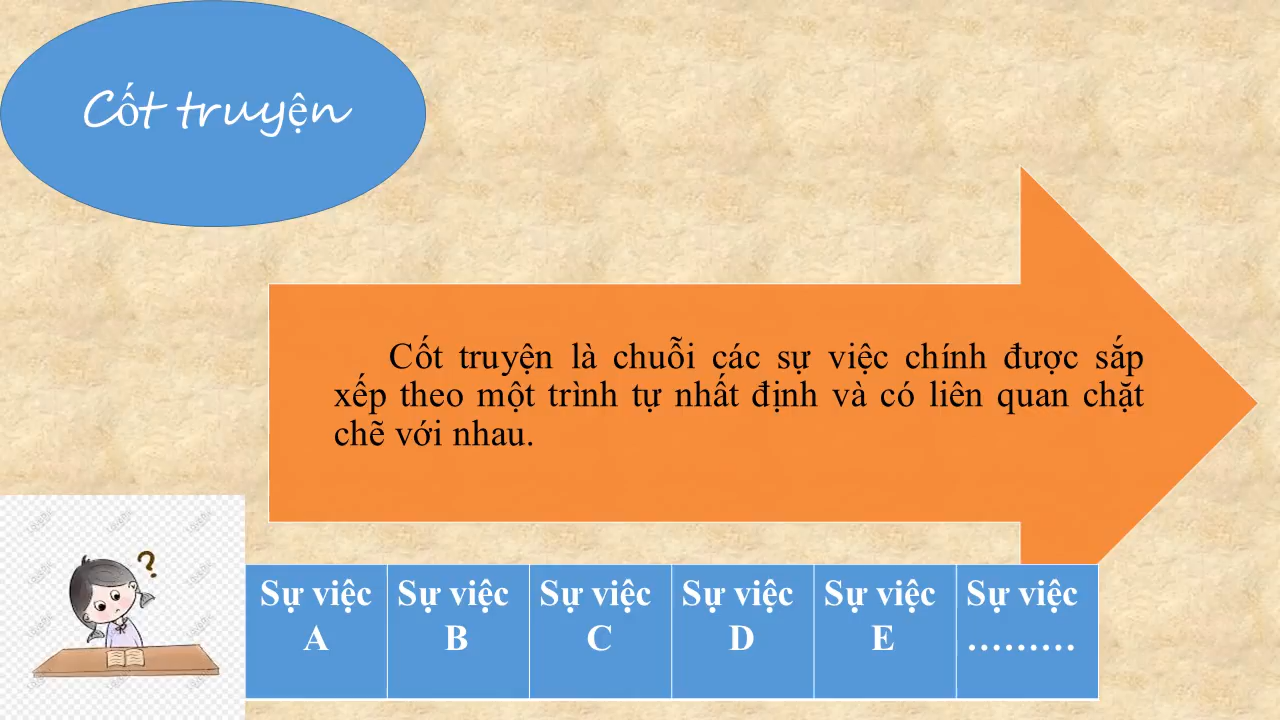 Cốt truyện
Cốt truyện là chuỗi các sự việc chính được sắp
xếp theo một trình tự nhất định và có liên quan chặt
chẽ với nhau.
?
Sự việc Sự việc Sự việc Sự việc Sự việc Sự việc
A B C D E ………